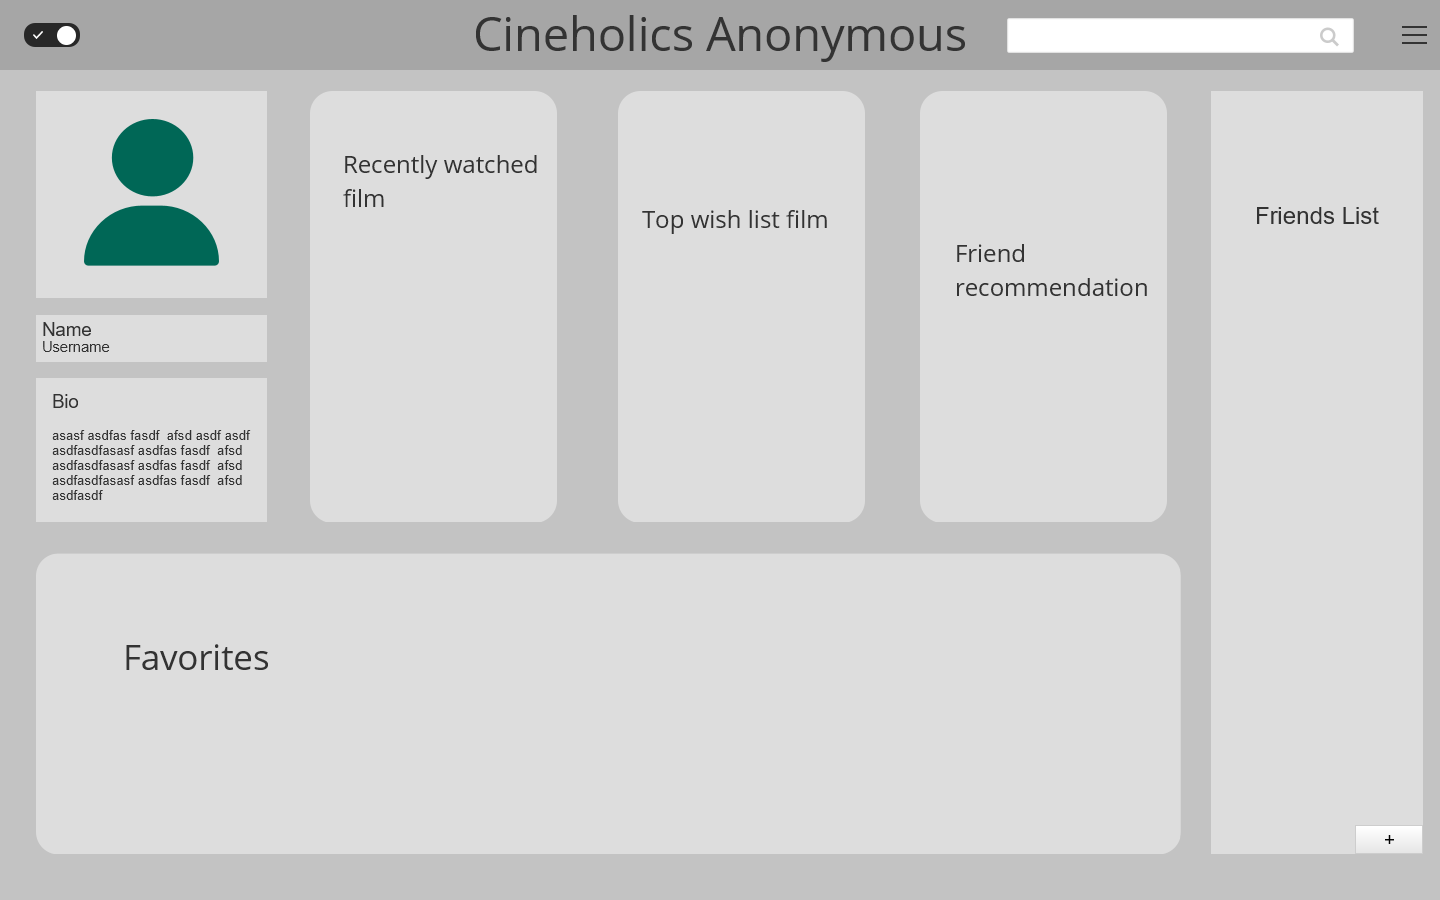 Cineholics Anonymous
Name
Username
Bio
asasf asdfas fasdf  afsd asdf asdf
asdfasdfasasf asdfas fasdf  afsd
asdfasdfasasf asdfas fasdf  afsd
asdfasdfasasf asdfas fasdf  afsd
asdfasdf
Recently watched
film
Top wish list film
Friend
recommendation
Friends List
Favorites
+